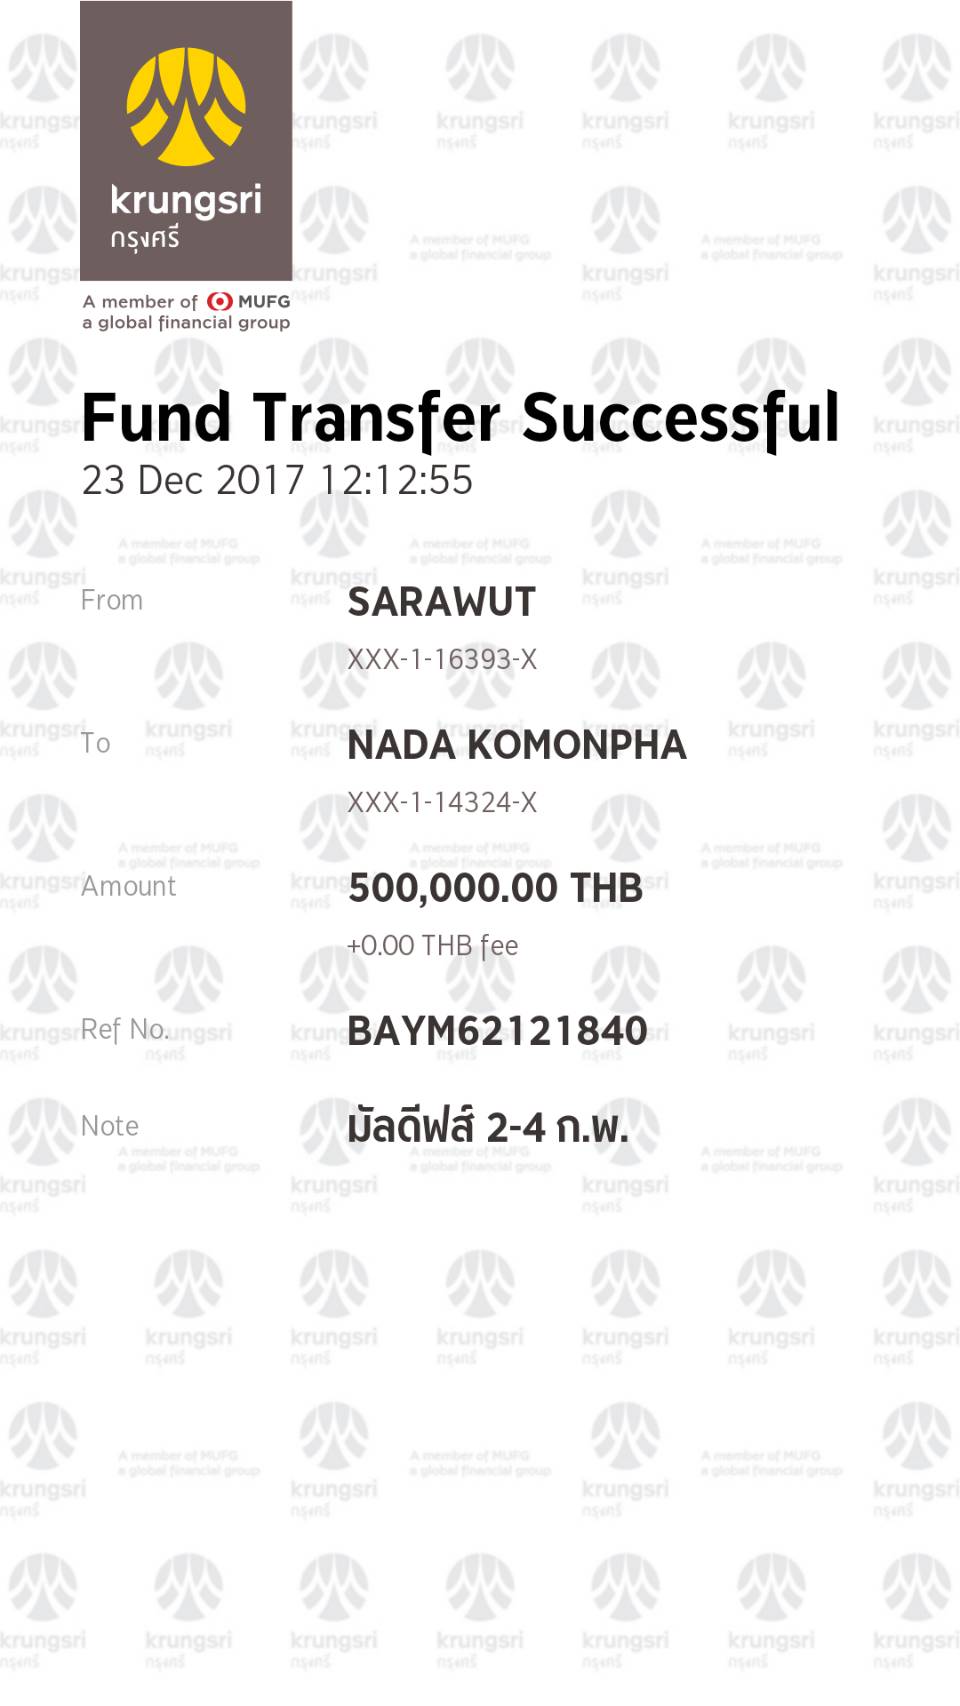 krungsri
กรุงศรี
A member of MUFG
a global financial group
Fund Transfer Successful
23 Dec 2017 12:12:55
From
SARAWUT
XXX-1-16393-X
To
NADA KOMONPHA
XXX-1-14324-X
Amount
500,000.00 THB
+0.00 THB fee
Ref No.
BAYM62121840
Note
มัลดีฟส์ 2-4 ก.พ.